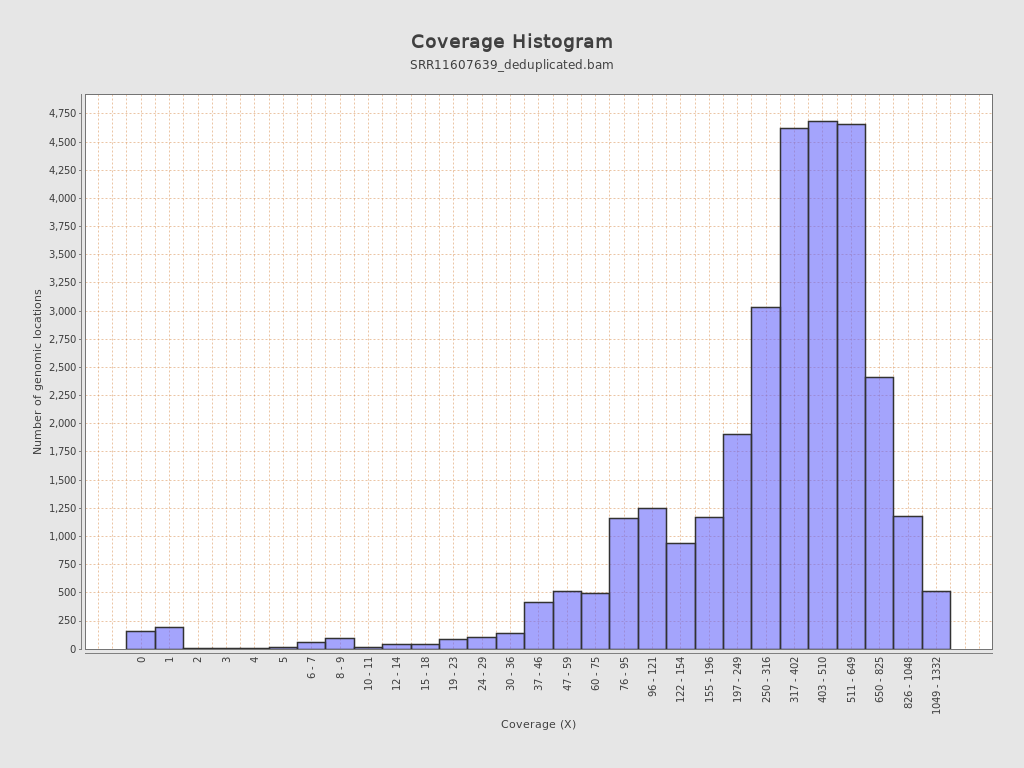 Coverage Histogram
SRR11607639_deduplicated.bam
Number of genomic locations
4,750
4,500
4,250
4,000
3,750
3,500
3,250
3,000
2,750
2,500
2,250
2,000
1,750
1,500
1,250
1,000
750
500
250
0
0
1
2
3
4
5
6 - 7
8 - 9
10 - 11
12 - 14
15 - 18
19 - 23
24 - 29
30 - 36
37 - 46
47 - 59
60 - 75
76 - 95
96 - 121
122 - 154
155 - 196
197 - 249
250 - 316
317 - 402
403 - 510
511 - 649
650 - 825
826 - 1048
1049 - 1332
Coverage (X)